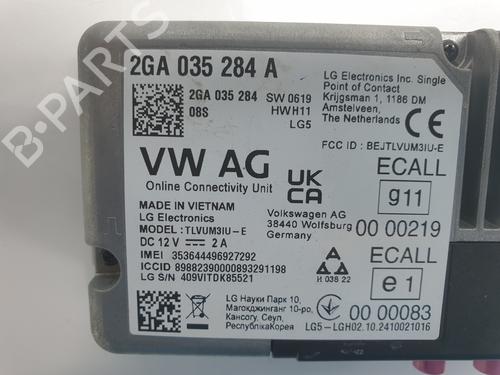 2GA 035 284 A
2GA 035 284
08S
SW 0619
HWH11
LG5
LG Electronics Inc. Single
Point of Contact
Krijgsman 1, 1186 DM
Amstelveen,
The Netherlands
FCC ID : BEJTLVUM3IU-E
VW AG
Online Connectivity Unit
UK
CA
ECALL
g11
00 00219
MADE IN VIETNAM
LG Electronics
MODEL: TLVUM3IU-E
DC 12 V 2 A
IMEI 353644496927292
ICCID 89882390000893291198
LG S/N 409VITDK85521
Volkswagen AG
38440 Wolfsburg
Germany
ECALL
e1
00 00083
И 038 22
LG Науки Парк 10,
Магокджинганг 10-ро,
Кангсо, Сеул,
РеспублікаКорея
LG5-LGH02.10.2410021016
B-PARTS